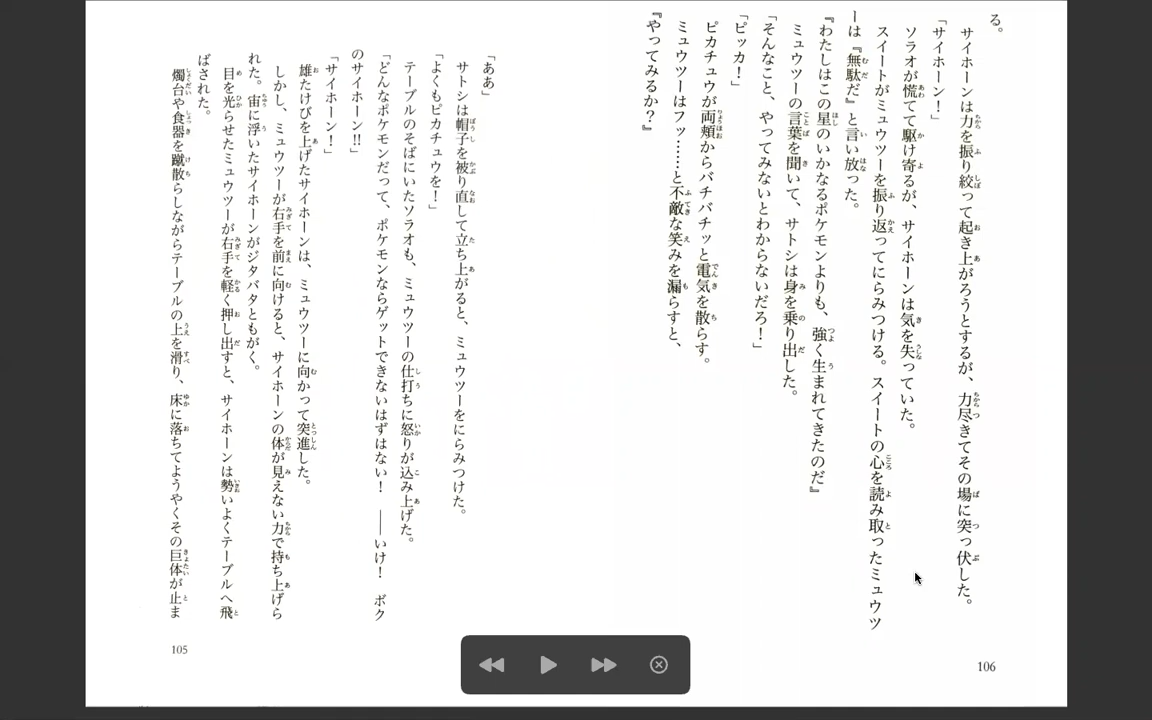 「ああ」
サトシは帽子を被り直して立ち上がると、ミュウツーをにらみつけた。
「よくもピカチュウを！」
テーブルのそばにいたソラオも、ミュウツーの仕打ちに怒りが込み上げた。
「どんなポケモンだって、ポケモンならゲットできないはずはない！　――いけ！　ボク
のサイホーン!!」
「サイホーン！」
雄たけびを上げたサイホーンは、ミュウツーに向かって突進した。
しかし、ミュウツーが右手を前に向けると、サイホーンの体が見えない力で持ち上げら
れた。宙に浮いたサイホーンがジタバタともがく。
目を光らせたミュウツーが右手を軽く押し出すと、サイホーンは勢いよくテーブルへ飛
ばされた。
燭台や食器を蹴散らしながらテーブルの上を滑り、床に落ちてようやくその巨体が止ま
105
る。
サイホーンは力を振り絞って起き上がろうとするが、力尽きてその場に突っ伏した。
「サイホーン！」
ソラオが慌てて駆け寄るが、サイホーンは気を失っていた。
スイートがミュウツーを振り返ってにらみつける。スイートの心を読み取ったミュウツ
ーは『無駄だ』と言い放った。
『わたしはこの星のいかなるポケモンよりも、強く生まれてきたのだ』
ミュウツーの言葉を聞いて、サトシは身を乗り出した。
「そんなこと、やってみないとわからないだろ！」
「ピッカ！」
ピカチュウが両頬からバチバチッと電気を散らす。
ミュウツーはフッ……と不敵な笑みを漏らすと、
『やってみるか？』
106